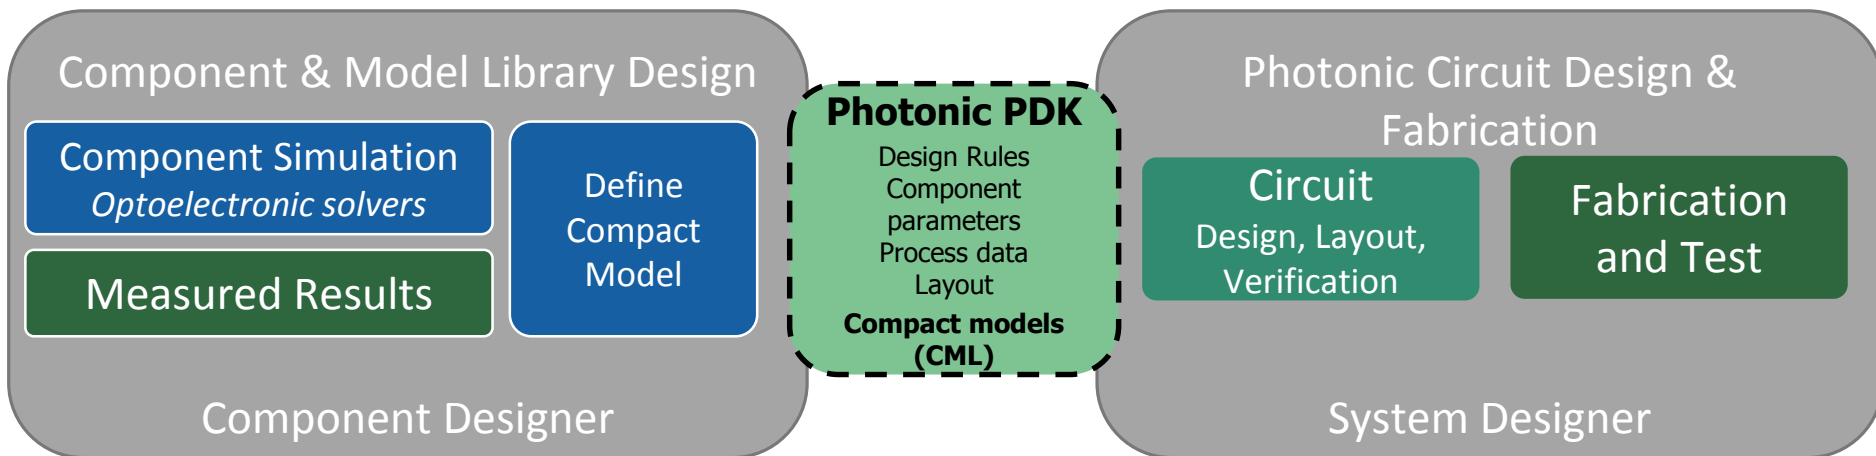 Component & Model Library Design
Component Simulation
Optoelectronic solvers
Measured Results
Define
Compact
Model
Component Designer
Photonic PDK
Design Rules
Component
parameters
Process data
Layout
Compact models
(CML)
Photonic Circuit Design &
Fabrication
Circuit
Design, Layout,
Verification
Fabrication
and Test
System Designer